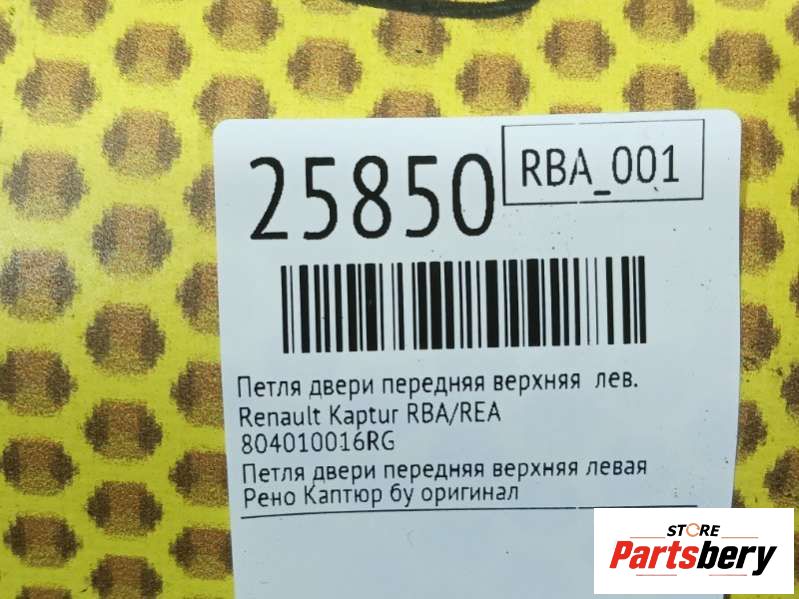 25850
RBA_001
Петля двери передняя верхняя лев.
Renault Kaptur RBA/REA
804010016RG
Петля двери передняя верхняя левая
Рено Каптюр бу оригинал
STORE
Partsbery